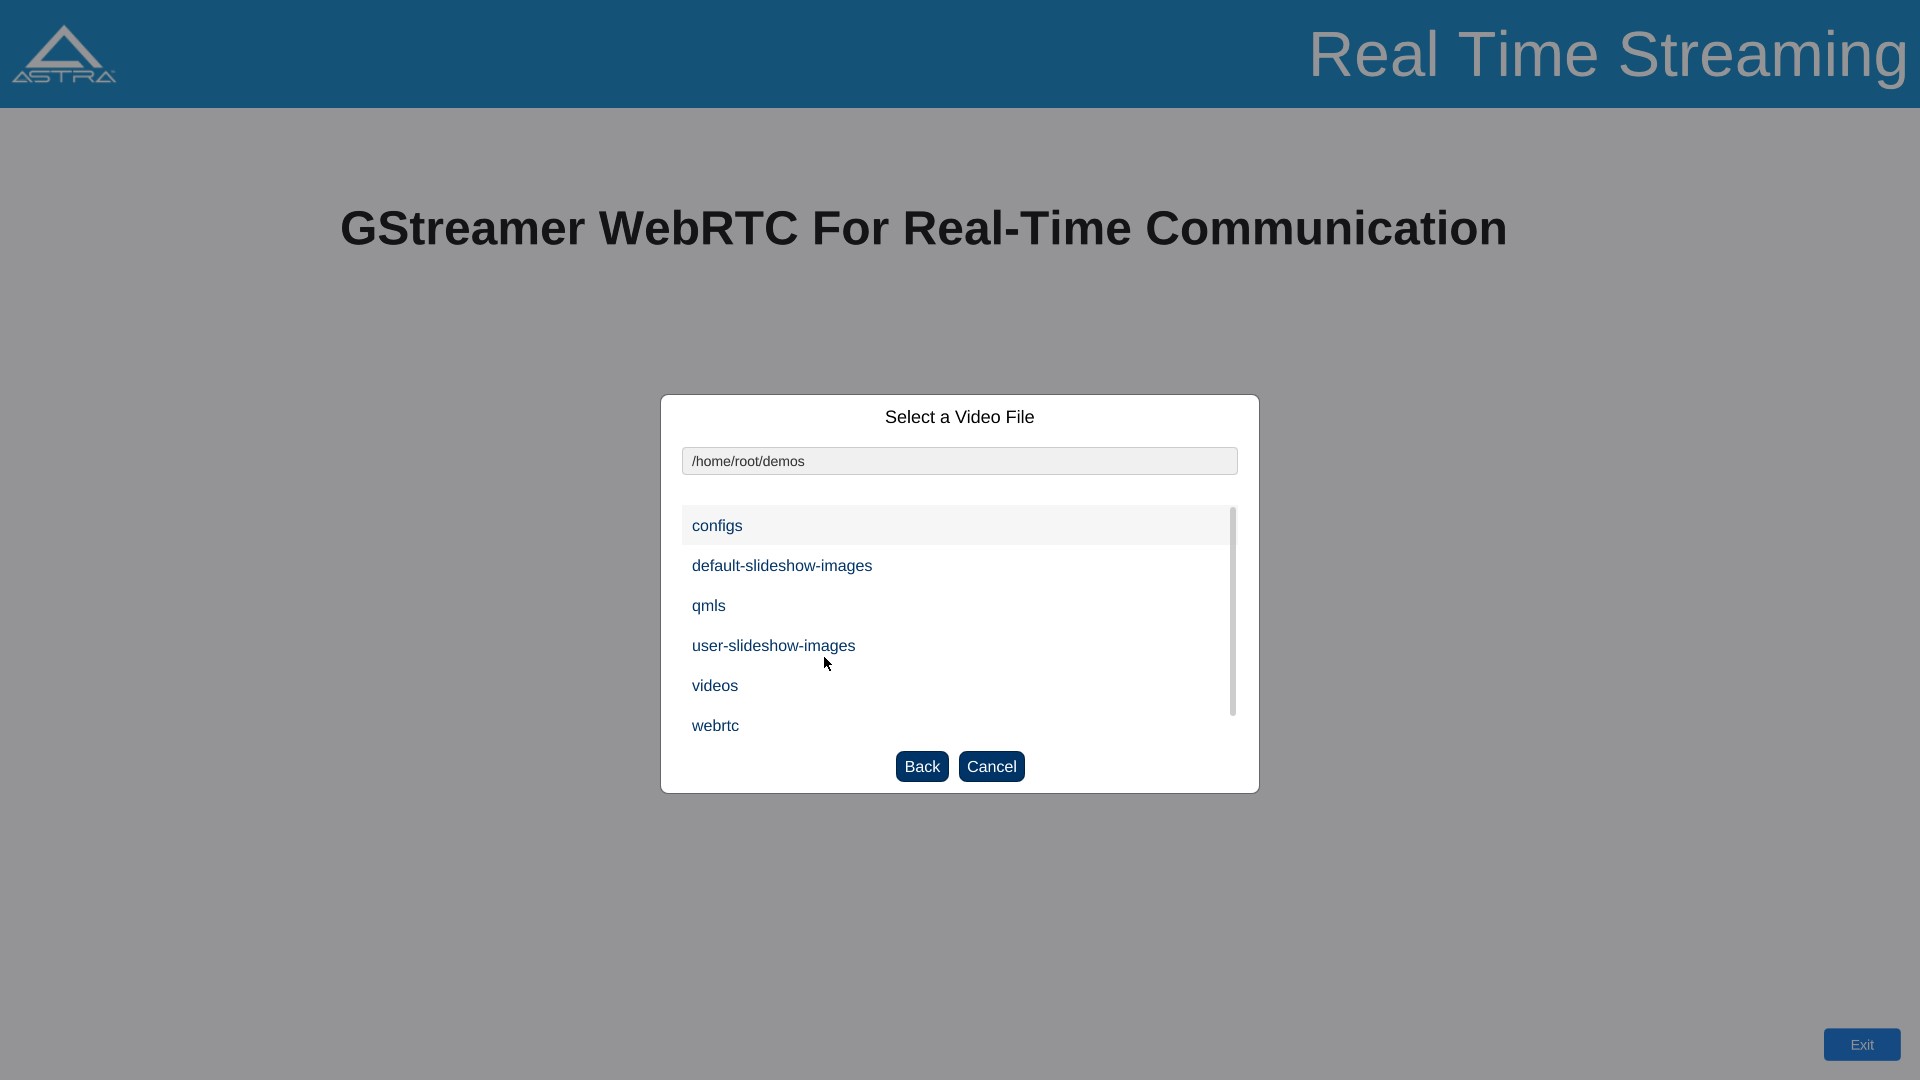 ASTRA
Real Time Streaming
GStreamer WebRTC For Real-Time Communication
Select a Video File
/home/root/demos
configs
default-slideshow-images
qmls
user-slideshow-images
videos
webrtc
Back Cancel
Exit